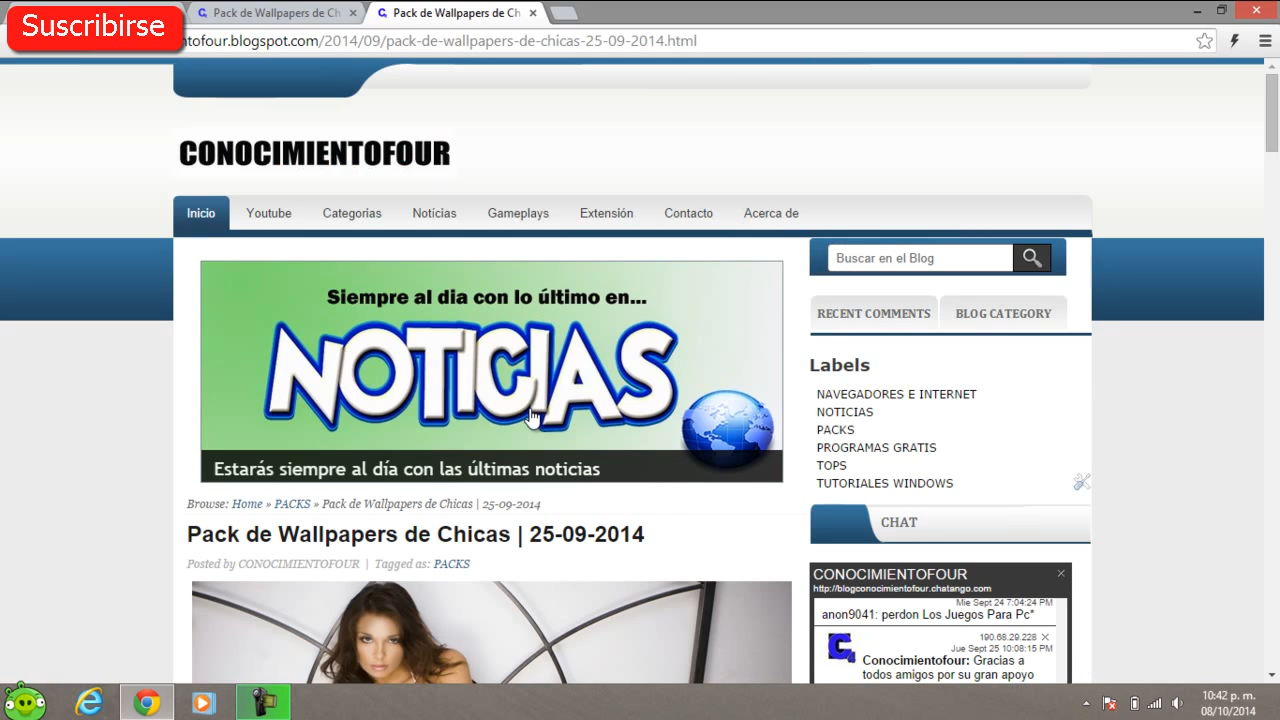 Suscribirse
Pack de Wallpapers de Ch
Pack de Wallpapers de Ch
ntofour.blogspot.com/2014/09/pack-de-wallpapers-de-chicas-25-09-2014.html
CONOCIMIENTOFOUR
Inicio Youtube Categorias Notícias Gameplays Extensión Contacto Acerca de
Buscar en el Blog
Siempre al dia con lo último en...
NOTICIAS
Estarás siempre al día con las últimas noticias
RECENT COMMENTS BLOG CATEGORY
Labels
NAVEGADORES E INTERNET
NOTICIAS
PACKS
PROGRAMAS GRATIS
TOPS
TUTORIALES WINDOWS
Browse: Home » PACKS » Pack de Wallpapers de Chicas | 25-09-2014
Pack de Wallpapers de Chicas | 25-09-2014
Posted by CONOCIMIENTOFOUR | Tagged as: PACKS
CHAT
CONOCIMIENTOFOUR
http://blogconocimientofour.chatango.com
Mie Sept 24 7:04:24 PM
anon9041: perdon Los Juegos Para Pc*
190.68.29.228
Jue Sept 25 10:08:15 PM
Conocimientofour: Gracias a
todos amigos por su gran apoyo
10:42 p. m.
08/10/2014